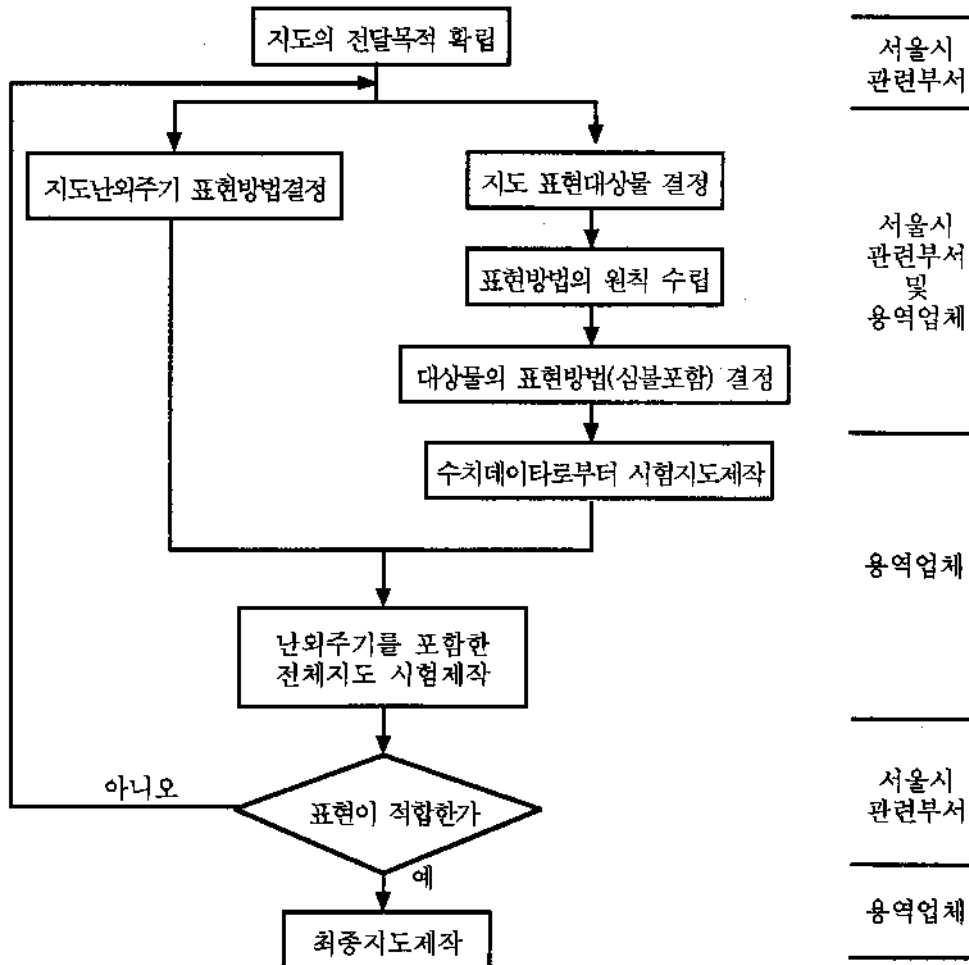 지도의 전달목적 확립
서울시
관련부서
지도난외주기 표현방법결정
지도 표현대상물 결정
표현방법의 원칙 수립
대상물의 표현방법(심볼포함) 결정
수치데이타로부터 시험지도제작
서울시
관련부서
및
용역업체
난외주기를 포함한
전체지도 시험제작
용역업체
아니오
표현이 적합한가
예
서울시
관련부서
최종지도제작
용역업체